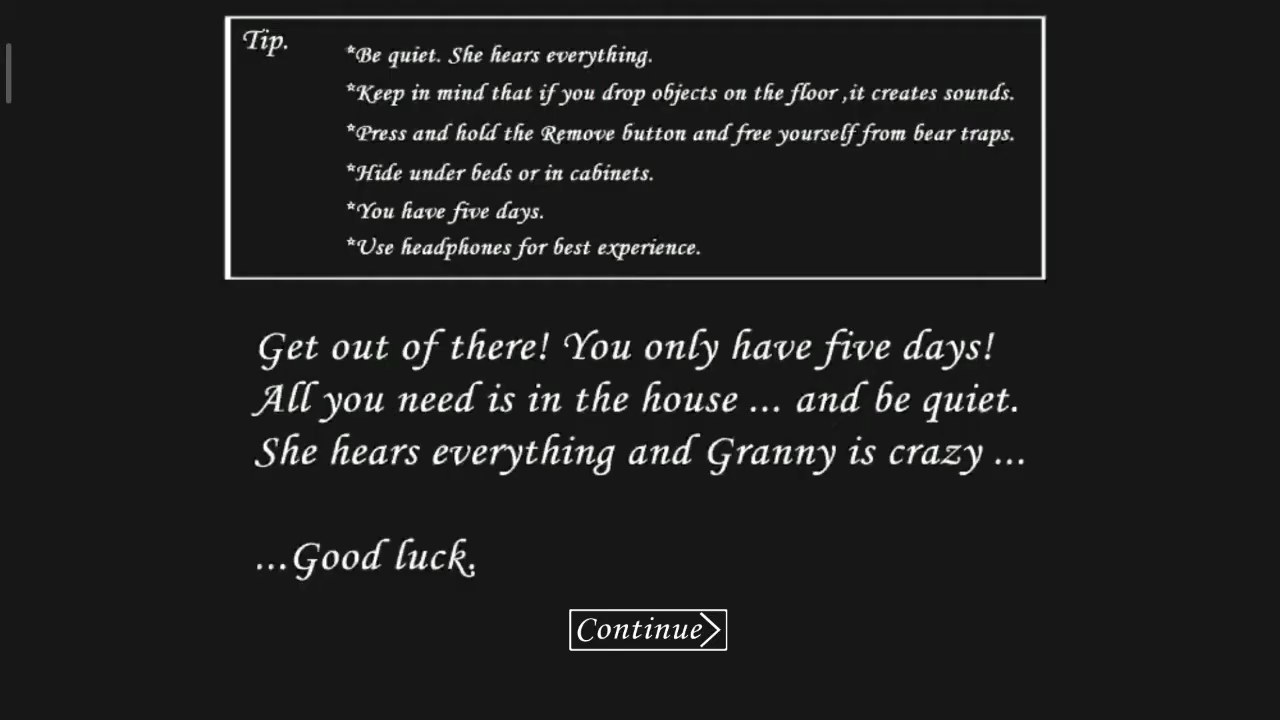 Tip.
*Be quiet. She hears everything.
*Keep in mind that if you drop objects on the floor ,it creates sounds.
*Press and hold the Remove button and free yourself from bear traps.
*Hide under beds or in cabinets.
*You have five days.
*Use headphones for best experience.
Get out of there! You only have five days!
All you need is in the house ... and be quiet.
She hears everything and Granny is crazy ...
...Good luck.
Continue